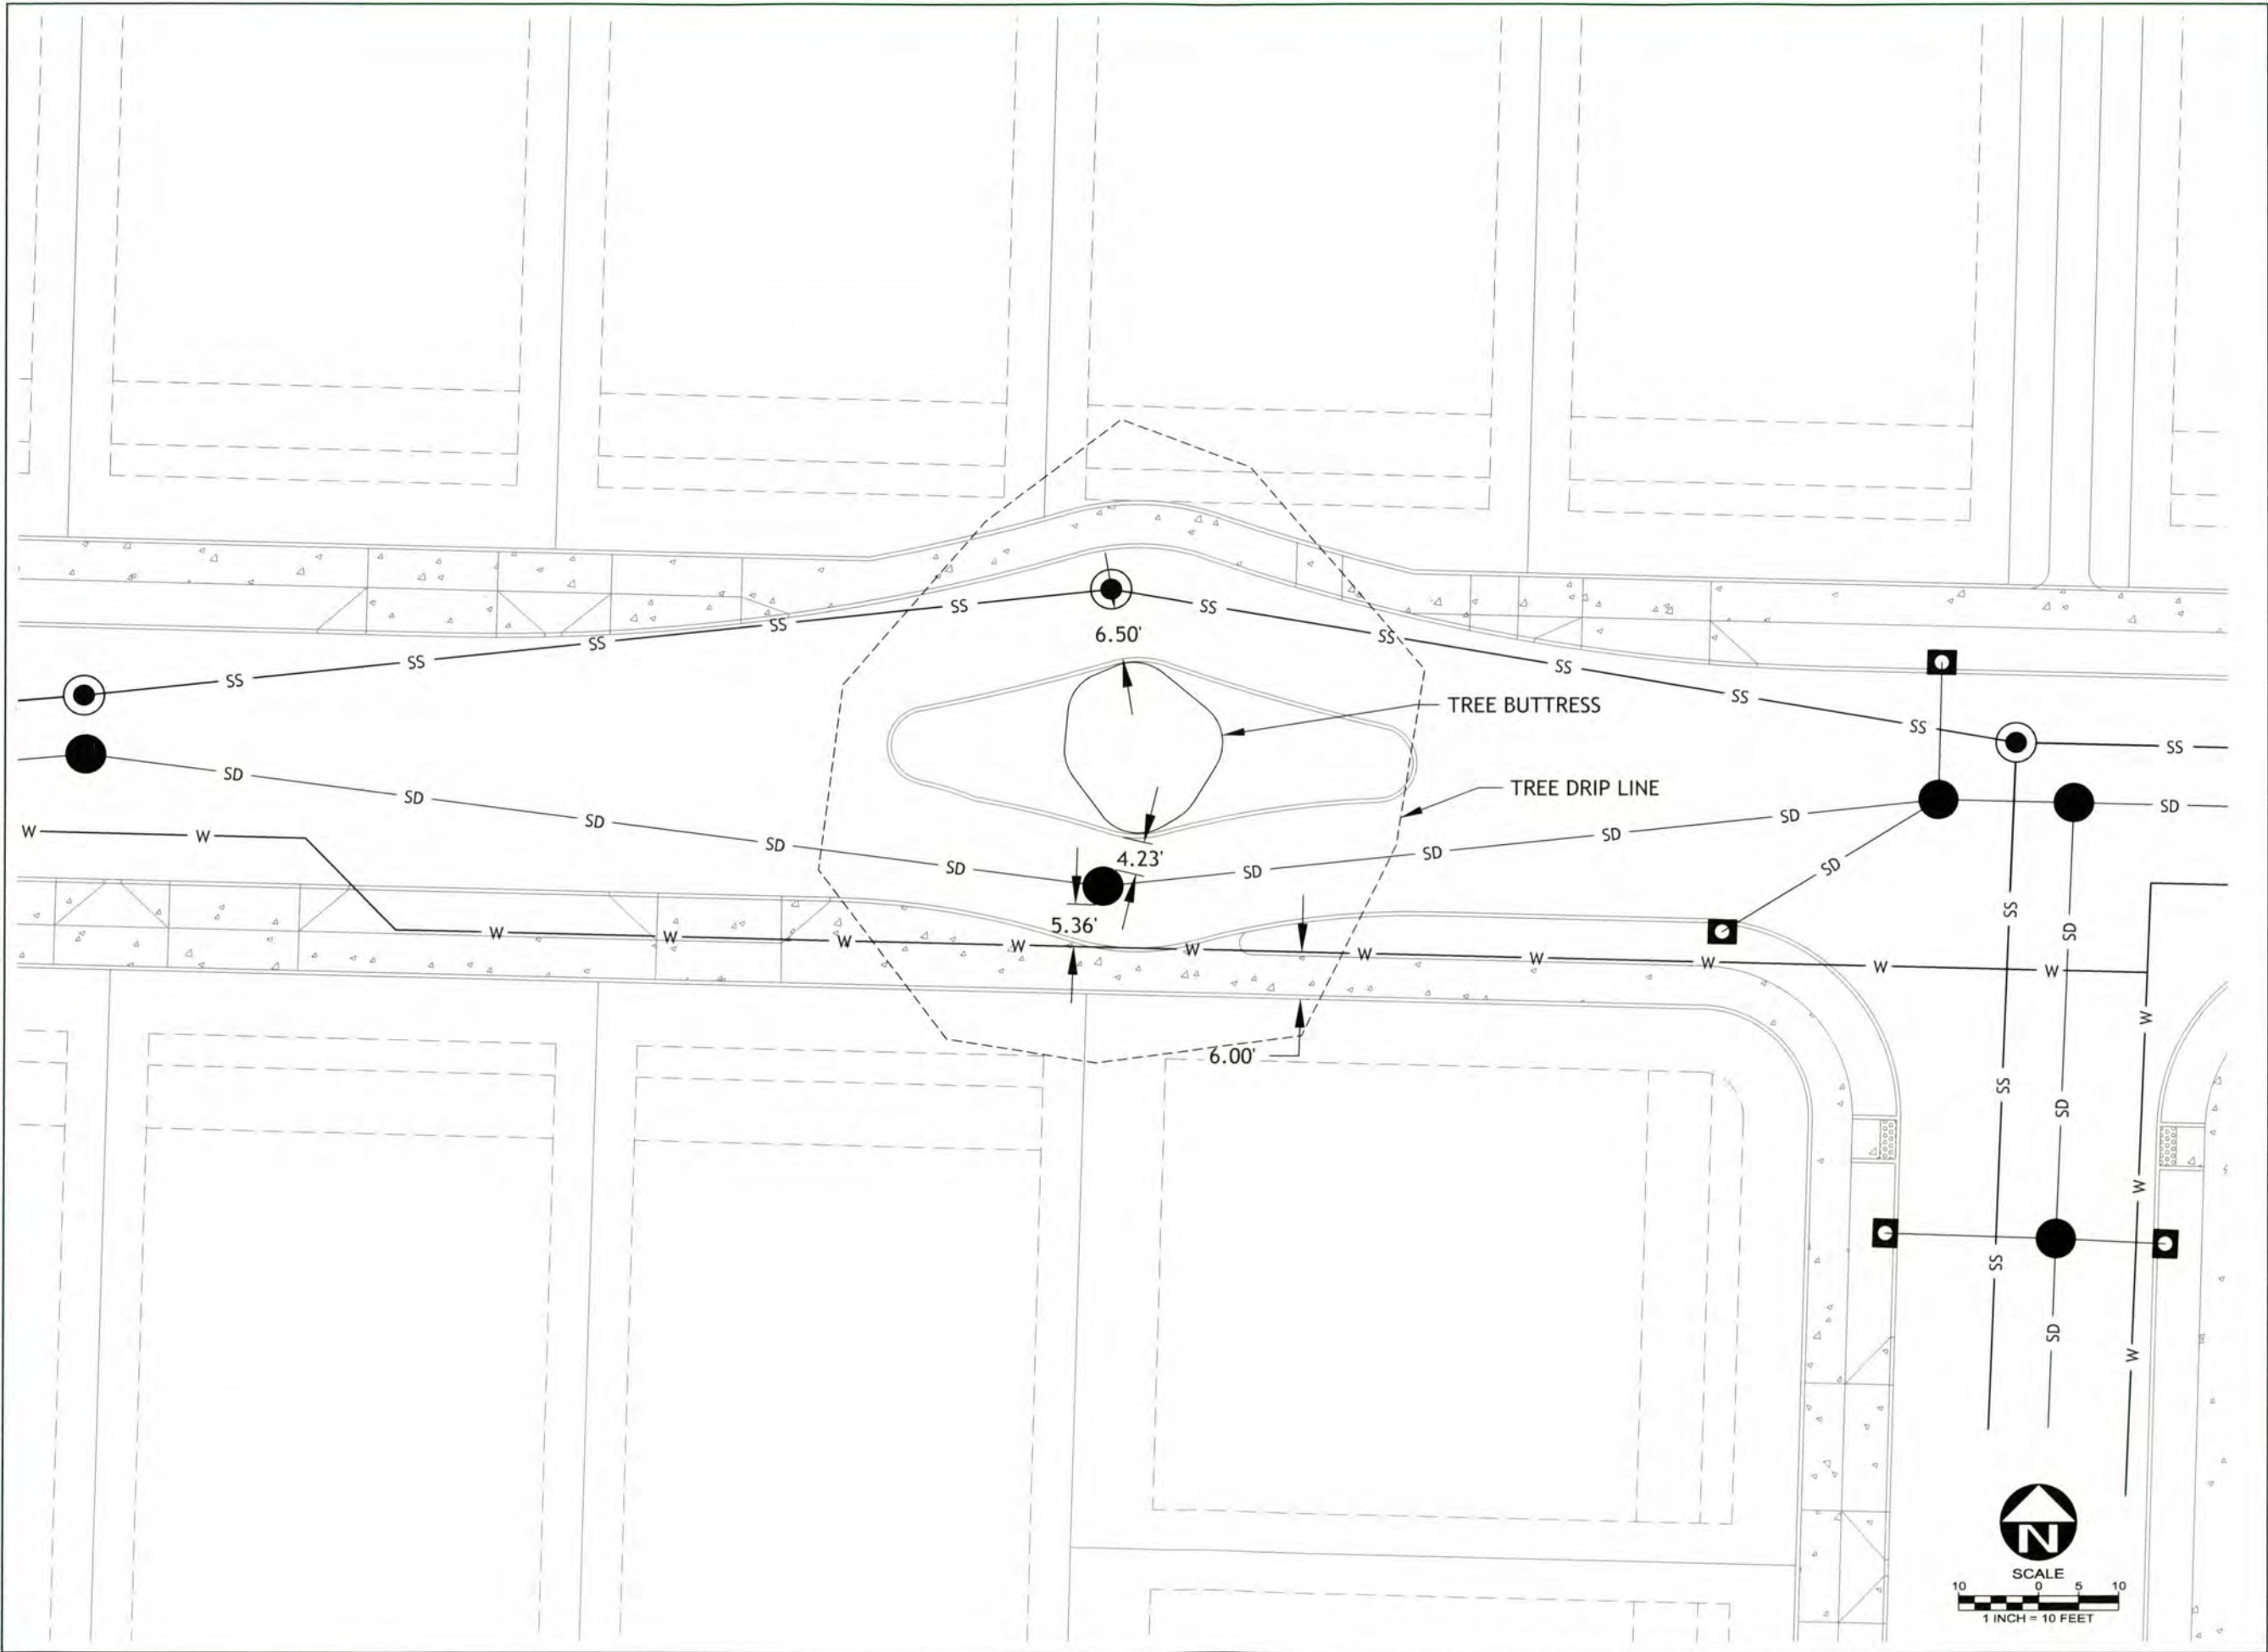 SS SS SS SS SS SS SS SS SS SS SS
6.50'
TREE BUTTRESS
SS
TREE DRIP LINE
SD SD SD SD SD SD SD SD SD SD
4.23'
SD
W W
5.36'
W W W W W W W W W W
SS SD
W
6.00'
SS SD
W
SS
SD
W
N
SCALE
10 0 5 10
1 INCH = 10 FEET